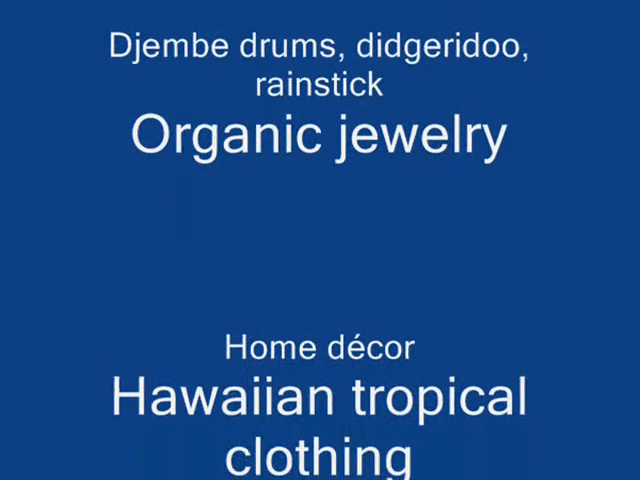 Djembe drums, didgeridoo,
rainstick
Organic jewelry
Home décor
Hawaiian tropical
clothing